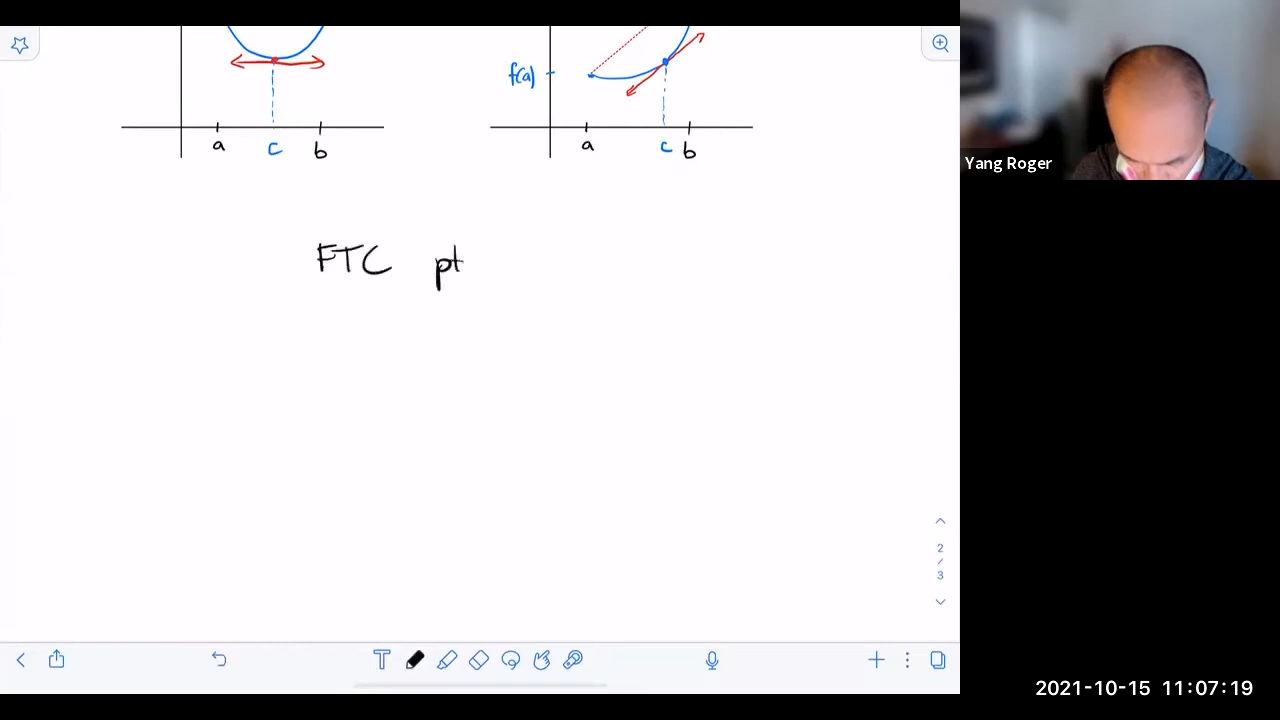 f(a)
a c b
a c b
Yang Roger
FTC pt
2
/
3
T
2021-10-15 11:07:19